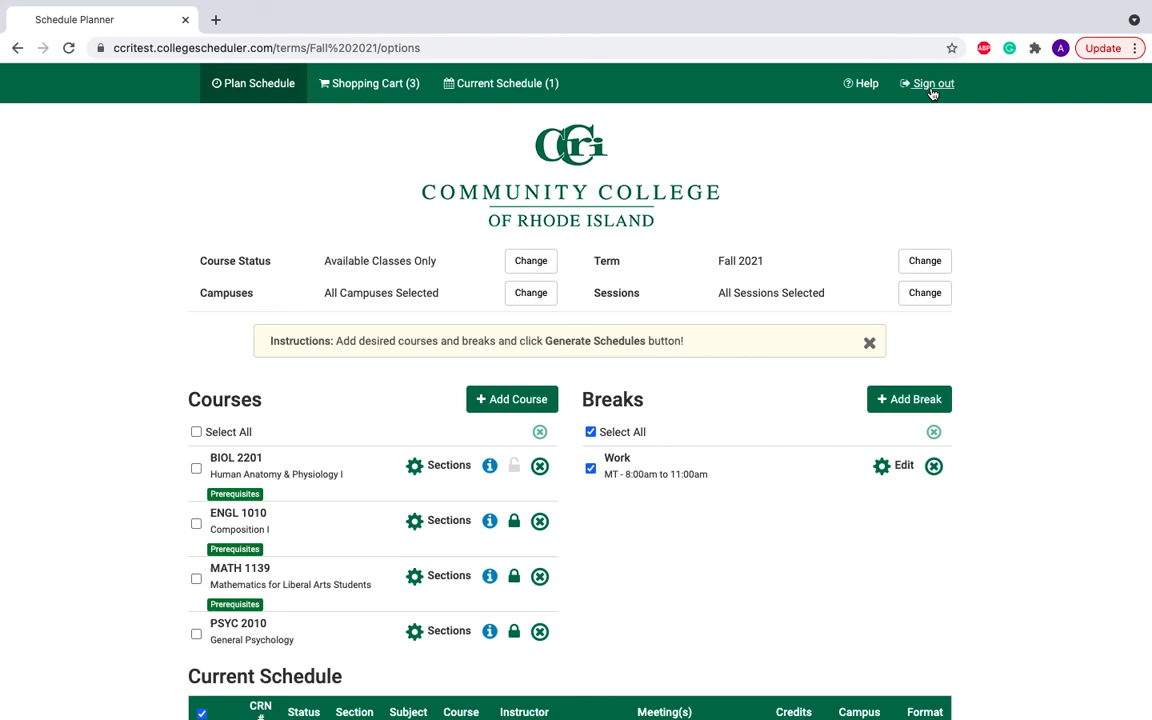 Schedule Planner
ccritest.collegescheduler.com/terms/Fall%202021/options
ABP
A
Update
Plan Schedule
Shopping Cart (3)
Current Schedule (1)
Help
Sign out
CCri
COMMUNITY COLLEGE
OF RHODE ISLAND
Course Status Available Classes Only Change Term Fall 2021 Change
Campuses All Campuses Selected Change Sessions All Sessions Selected Change
Instructions: Add desired courses and breaks and click Generate Schedules button!
Courses + Add Course
Select All
BIOL 2201
Human Anatomy & Physiology I
Sections
Prerequisites
ENGL 1010
Composition I
Sections
Prerequisites
MATH 1139
Mathematics for Liberal Arts Students
Sections
Prerequisites
PSYC 2010
General Psychology
Sections
Breaks + Add Break
Select All
Work
MT - 8:00am to 11:00am
Edit
Current Schedule
CRN # Status Section Subject Course Instructor Meeting(s) Credits Campus Format